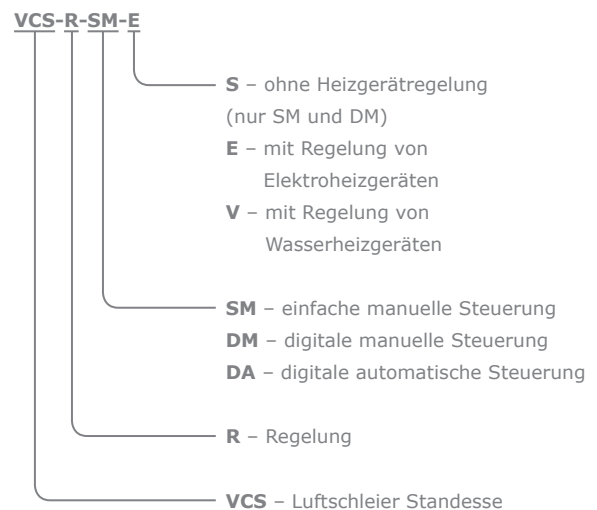 VCS-R-SM-E
S – ohne Heizgerätregelung
(nur SM und DM)
E – mit Regelung von
Elektroheizgeräten
V – mit Regelung von
Wasserheizgeräten
SM – einfache manuelle Steuerung
DM – digitale manuelle Steuerung
DA – digitale automatische Steuerung
R – Regelung
VCS – Luftschleier Standesse